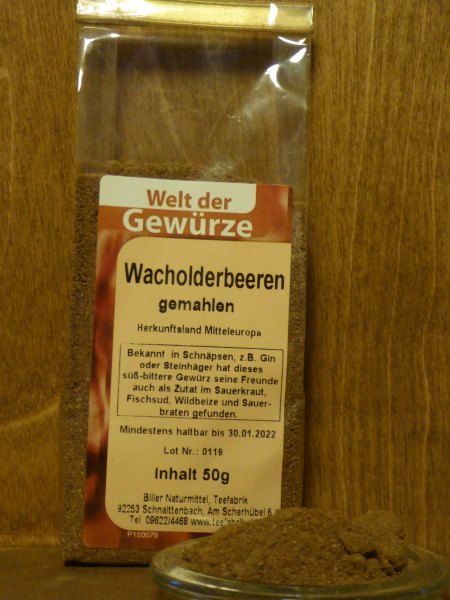 Welt der
Gewürze
Wacholderbeeren
gemahlen
Herkunftsland Mitteleuropa
Bekannt in Schnäpsen, z.B. Gin
oder Steinhäger hat dieses
süß-bittere Gewürz seine Freunde
auch als Zutat im Sauerkraut,
Fischsud, Wildbeize und Sauer-
braten gefunden.
Mindestens haltbar bis 30.01.2022
Lot Nr.: 0119
Inhalt 50g
Biller Naturmittel, Teefabrik
92253 Schnaittenbach, Am Scherhübel 6
Tel. 09622/4468
P150079